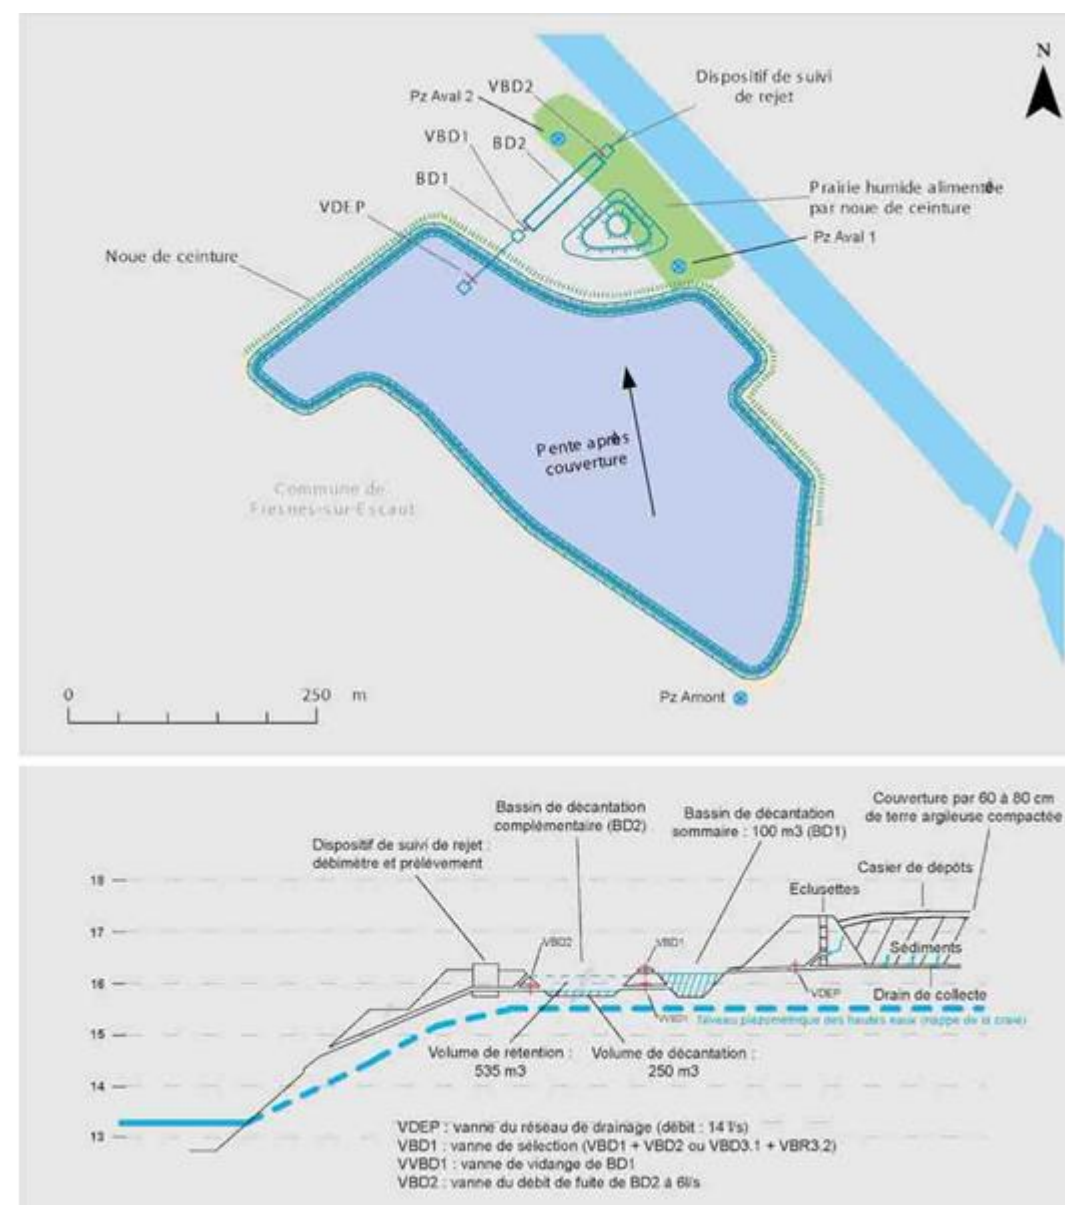 N
Dispositif de suivi
de rejet
VBD2
Pz Aval 2
VBD1
BD2
BD1
VDEP
Prairie humide alimentée
par noue de ceinture
Pz Aval 1
Noue de ceinture
Pente après
couverture
Commune de
Fresnes-sur-Escaut
0 250 m
Pz Amont
Couverture par 60 à 80 cm
de terre argileuse compactée
Bassin de décantation
complémentaire (BD2)
Bassin de décantation
sommaire : 100 m3 (BD1)
Dispositif de suivi de rejet :
débimètre et prélèvement
Casier de dépôts
Eclusettes
18
17
VBD2
VBD1
Sédiments
16
VDEP
Drain de collecte
VVBD1
Niveau piézométrique des hautes eaux (nappe de la craie)
15
Volume de rétention :
535 m3
Volume de décantation :
250 m3
14
13
VDEP : vanne du réseau de drainage (débit : 14 l/s)
VBD1 : vanne de sélection (VBD1 + VBD2 ou VBD3.1 + VBR3.2)
VVBD1 : vanne de vidange de BD1
VBD2 : vanne du débit de fuite de BD2 à 6l/s